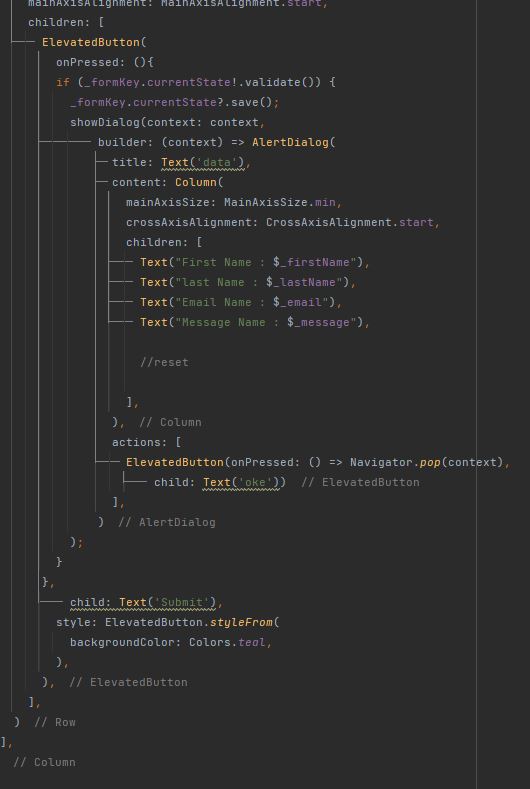 mainAxisAlignment: MainAxisAlignment.start,
children: [
ElevatedButton(
onPressed: (){
if (_formKey.currentState!.validate()) {
_formKey.currentState?.save();
showDialog(context: context,
builder: (context) => AlertDialog(
title: Text('data'),
content: Column(
mainAxisSize: MainAxisSize.min,
crossAxisAlignment: CrossAxisAlignment.start,
children: [
Text("First Name : $_firstName"),
Text("last Name : $_lastName"),
Text("Email Name : $_email"),
Text("Message Name : $_message"),
//reset
],
), // Column
actions: [
ElevatedButton(onPressed: () => Navigator.pop(context),
child: Text('oke')) // ElevatedButton
],
) // AlertDialog
);
}
},
child: Text('Submit'),
style: ElevatedButton.styleFrom(
backgroundColor: Colors.teal,
),
), // ElevatedButton
],
) // Row
],
// Column